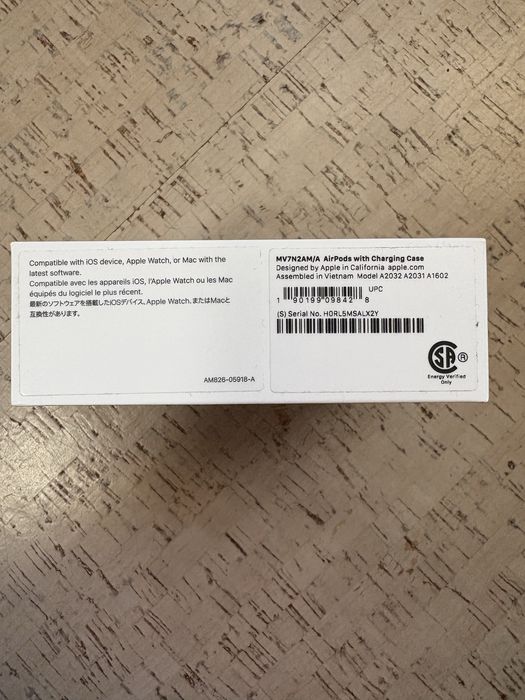 Compatible with iOS device, Apple Watch, or Mac with the
latest software.
Compatible avec les appareils iOS, l'Apple Watch ou les Mac
équipés du logiciel le plus récent.
最新のソフトウェアを搭載したiOSデバイス、Apple Watch、またはMacと
互換性があります。
AM826-05918-A
MV7N2AM/A AirPods with Charging Case
Designed by Apple in California apple.com
Assembled in Vietnam Model A2032 A2031 A1602
UPC
1 90199 09842 8
(S) Serial No. H0RL5MSALX2Y
SA ®
Energy Verified
Only